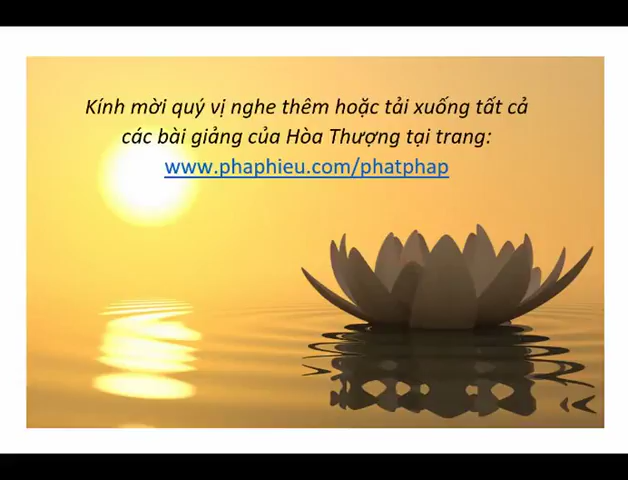 Kính mời quý vị nghe thêm hoặc tải xuống tất cả
các bài giảng của Hòa Thượng tại trang:
www.phaphieu.com/phatphap